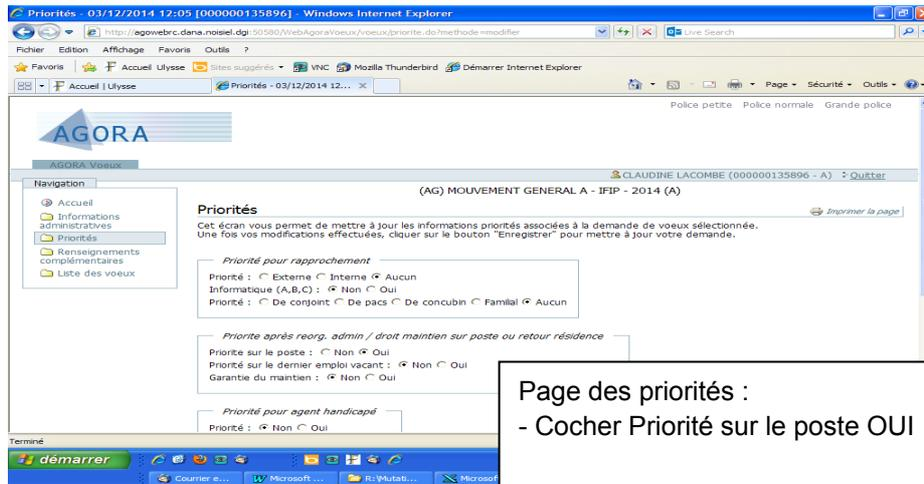 Priorités - 03/12/2014 12:05 [000000135896] - Windows Internet Explorer
http://agowebrc.dana.noisiel.dgi:50580/WebAgoraVoeux/voeux/priorite.do?methode=modifier
Live Search
Fichier Edition Affichage Favoris Outils ?
Favoris Accueil Ulysse Sites suggérés VNC Mozilla Thunderbird Démarrer Internet Explorer
Accueil | Ulysse Priorités - 03/12/2014 12... Page Sécurité Outils
Police petite Police normale Grande police
AGORA
AGORA Voeux
CLAUDINE LACOMBE (000000135896 - A) Quitter
Navigation
(AG) MOUVEMENT GENERAL A - IFIP - 2014 (A)
Accueil
Informations administratives
Priorités
Renseignements complémentaires
Liste des voeux
Priorités
Imprimer la page
Cet écran vous permet de mettre à jour les informations priorités associées à la demande de voeux sélectionnée.
Une fois vos modifications effectuées, cliquer sur le bouton "Enregistrer" pour mettre à jour votre demande.
Priorité pour rapprochement
Priorité : Externe Interne Aucun
Informatique (A,B,C) : Non Oui
Priorité : De conjoint De pacs De concubin Familial Aucun
Priorite après reorg. admin / droit maintien sur poste ou retour résidence
Priorité sur le poste : Non Oui
Priorité sur le dernier emploi vacant : Non Oui
Garantie du maintien : Non Oui
Priorité pour agent handicapé
Priorité : Non Oui
Page des priorités :
- Cocher Priorité sur le poste OUI
Terminé
démarrer
Courrier e... Microsoft ... R:\Mutati... Microsof